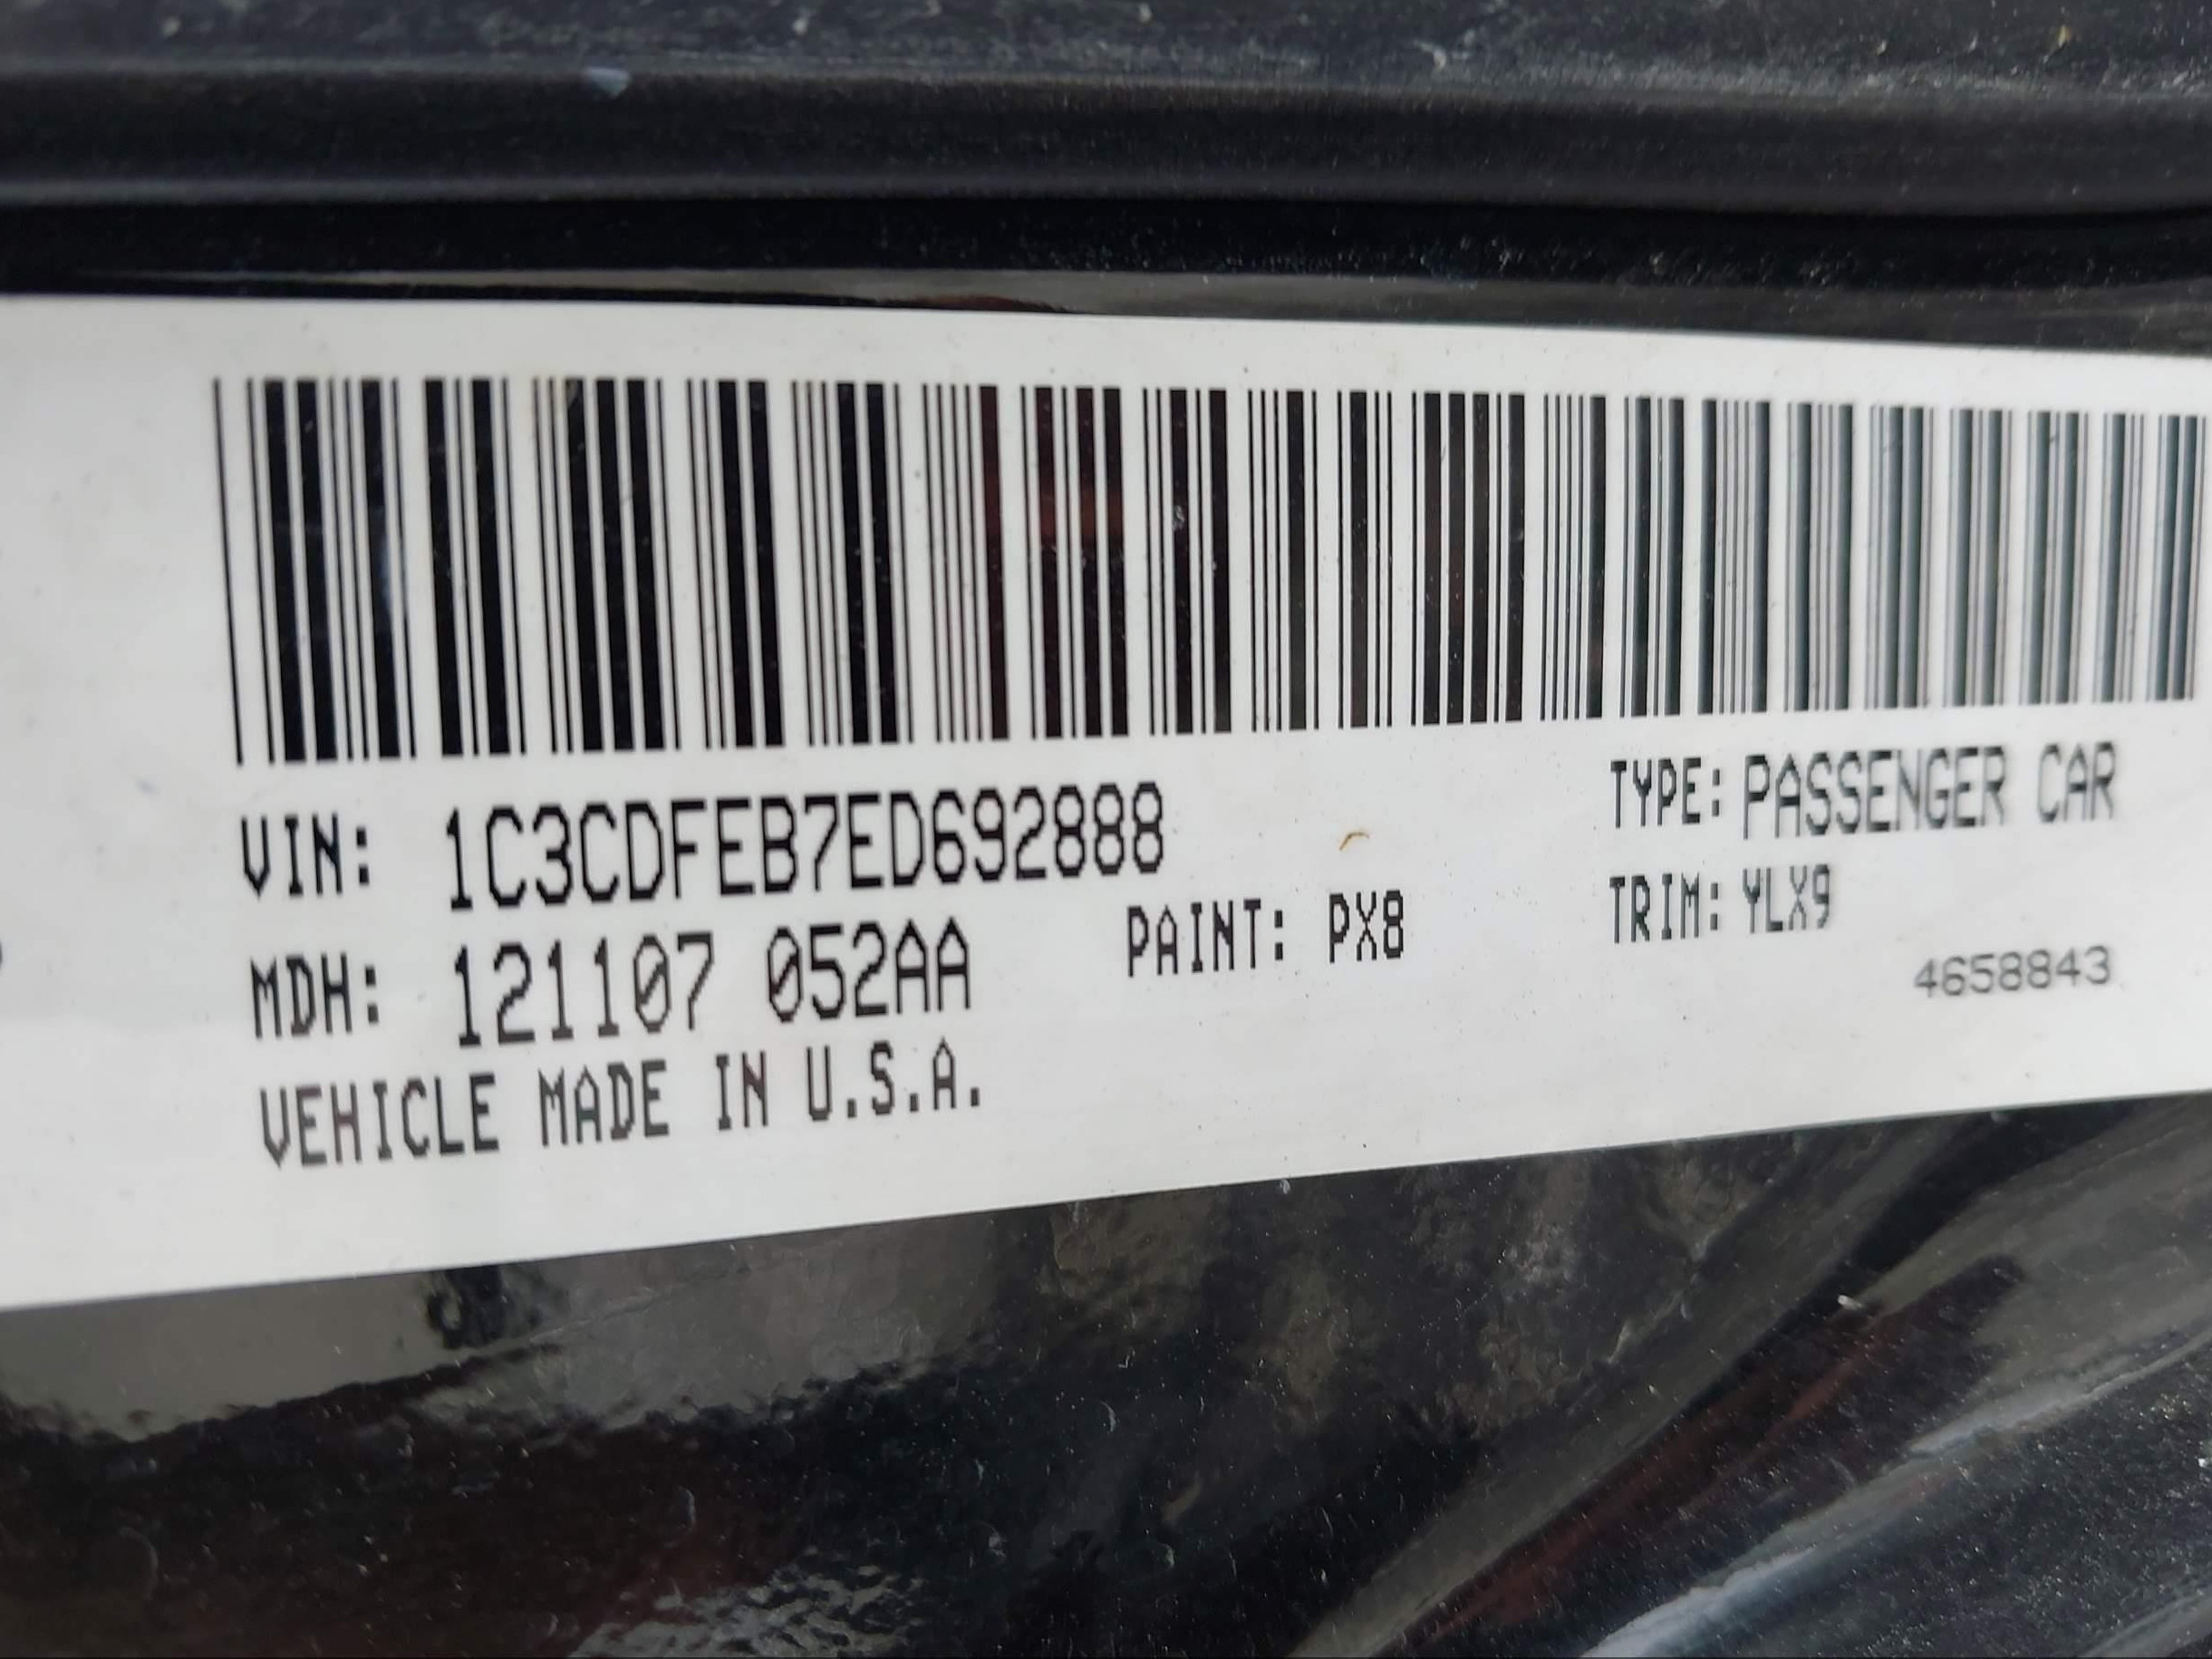 VIN: 1C3CDFEB7ED692888 TYPE: PASSENGER CAR
MDH: 121107 052AA PAINT: PX8 TRIM: YLX9
VEHICLE MADE IN U.S.A. 4658843